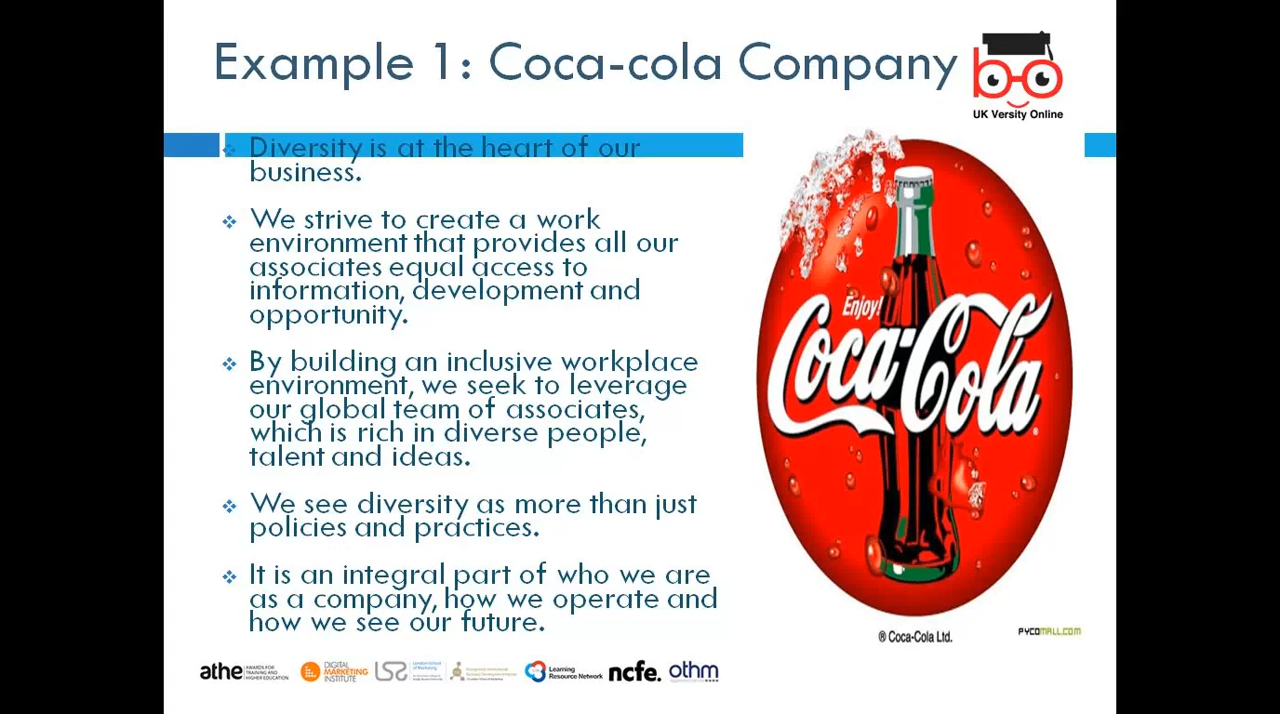 Example 1: Coca-cola Company
UK Versity Online
Diversity is at the heart of our
business.
We strive to create a work
environment that provides all our
associates equal access to
information, development and
opportunity.
By building an inclusive workplace
environment, we seek to leverage
our global team of associates,
which is rich in diverse people,
talent and ideas.
We see diversity as more than just
policies and practices.
It is an integral part of who we are
as a company, how we operate and
how we see our future.
Enjoy!
Coca-Cola
® Coca-Cola Ltd.
PYCOMALL.COM
athe AWARDS FOR
TRAINING AND
HIGHER EDUCATION
DIGITAL
MARKETING
INSTITUTE
LSM
London School
of Marketing
Learning
Resource Network
ncfe.
othm